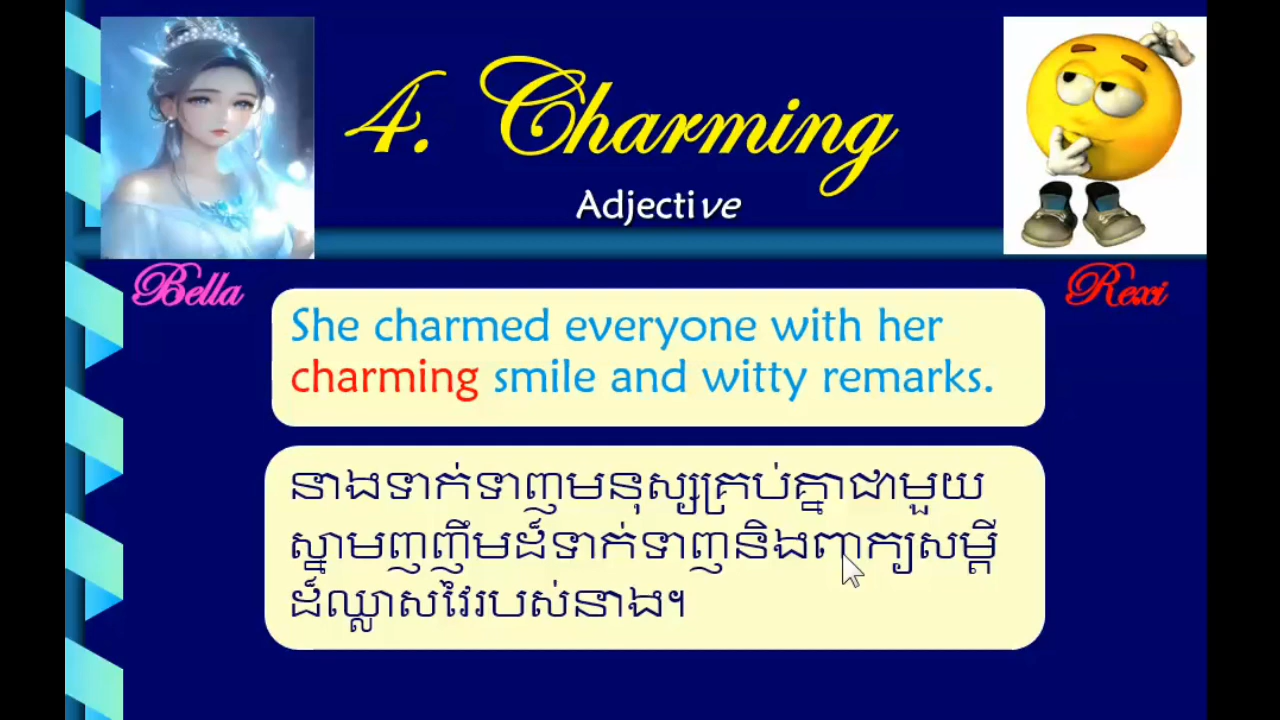 4. Charming
Adjective
Bella
Rexi
She charmed everyone with her
charming smile and witty remarks.
នាងទាក់ទាញមនុស្សគ្រប់គ្នាជាមួយ
ស្នាមញញឹមដ៏ទាក់ទាញនិងពាក្យសម្ដី
ដ៏ឈ្លាសវៃរបស់នាង។